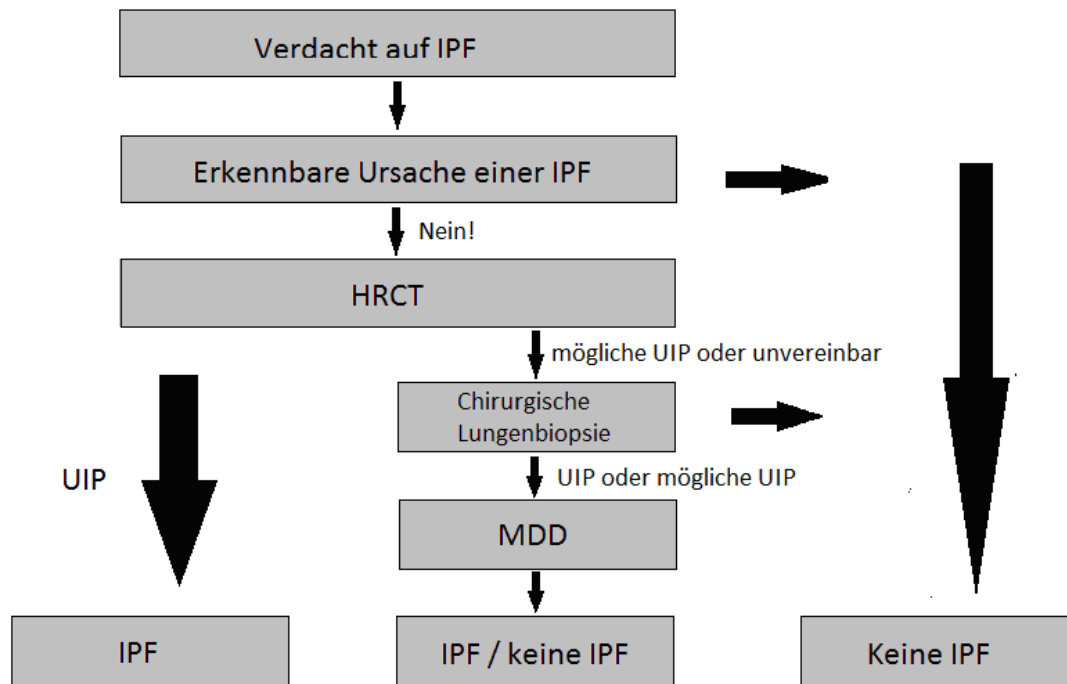 Verdacht auf IPF
Erkennbare Ursache einer IPF
Nein!
HRCT
mögliche UIP oder unvereinbar
Chirurgische
Lungenbiopsie
UIP
UIP oder mögliche UIP
MDD
IPF
IPF / keine IPF
Keine IPF